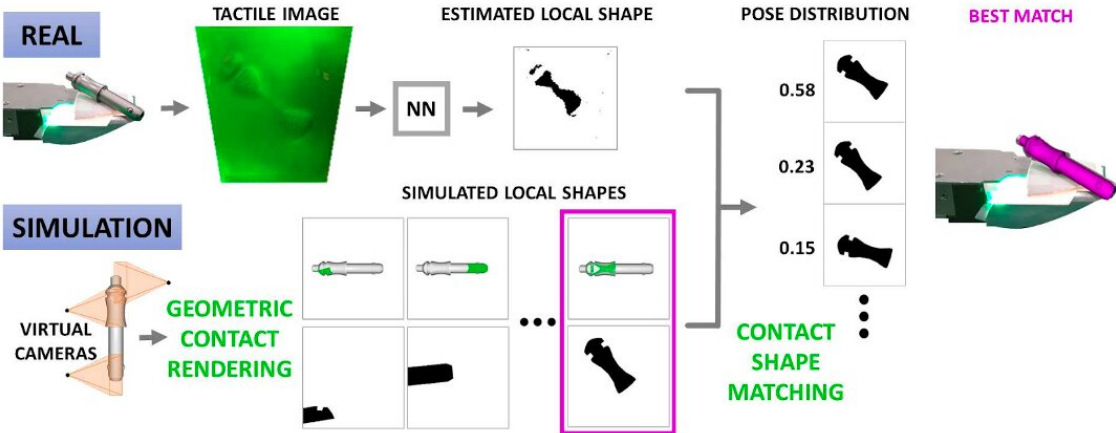 TACTILE IMAGE
ESTIMATED LOCAL SHAPE
POSE DISTRIBUTION
BEST MATCH
REAL
NN
0.58
0.23
0.15
SIMULATED LOCAL SHAPES
SIMULATION
VIRTUAL
CAMERAS
GEOMETRIC
CONTACT
RENDERING
CONTACT
SHAPE
MATCHING